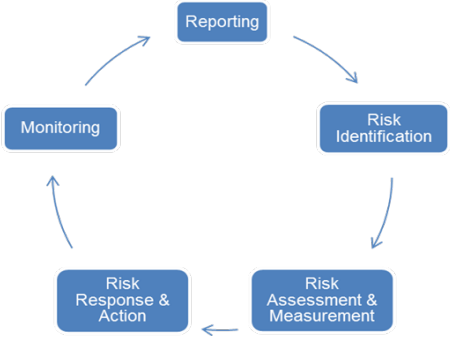 Reporting
Risk
Identification
Risk
Assessment &
Measurement
Risk
Response &
Action
Monitoring